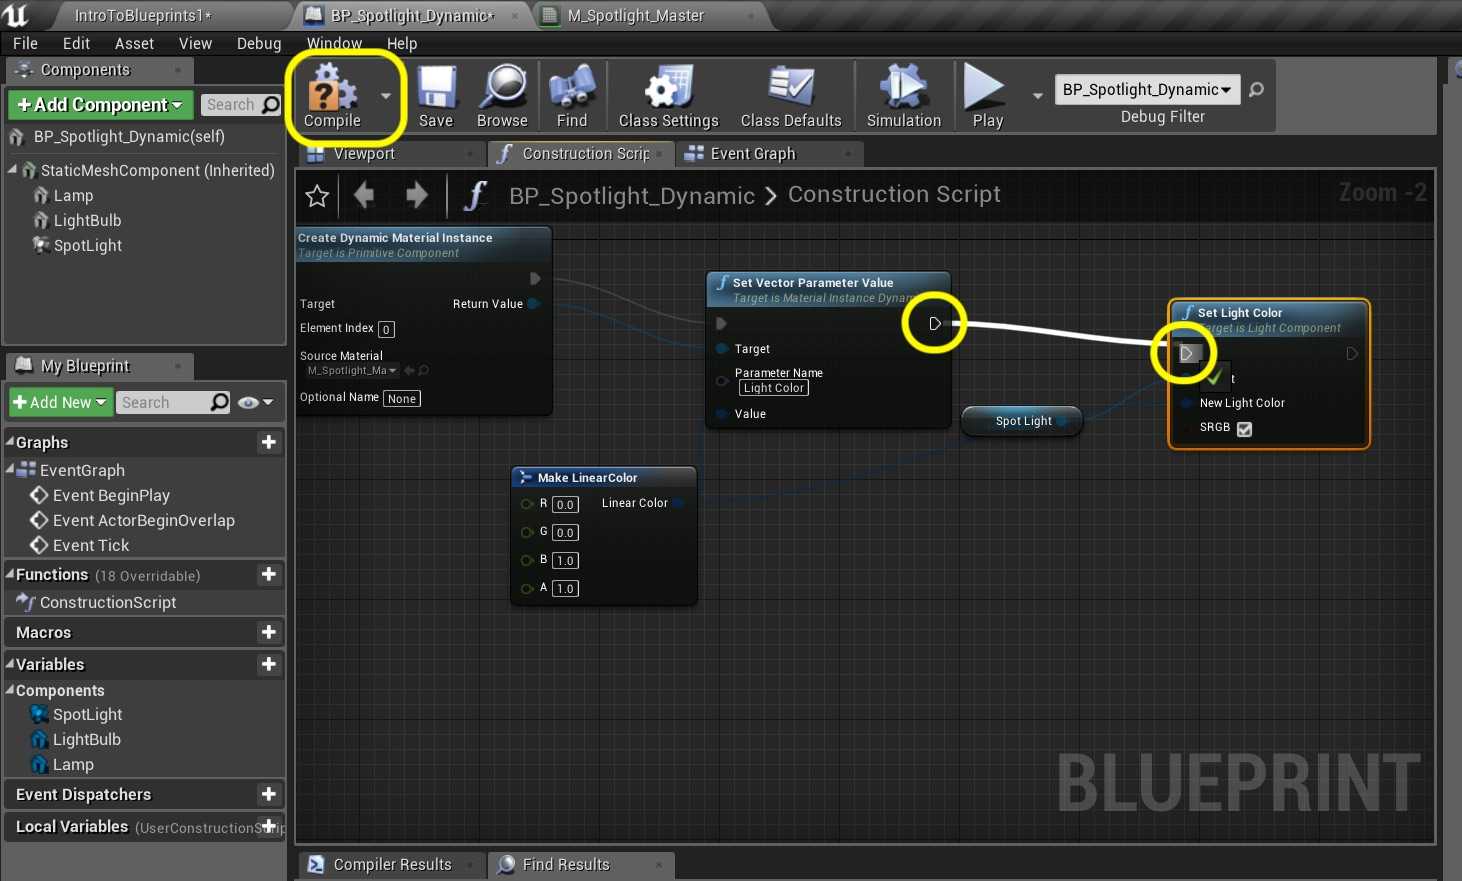 IntroToBlueprints1*
BP_Spotlight_Dynamic*
M_Spotlight_Master
File Edit Asset View Debug Window Help
Components
+Add Component
Search
BP_Spotlight_Dynamic(self)
StaticMeshComponent (Inherited)
Lamp
LightBulb
SpotLight
Compile
Save
Browse
Find
Class Settings
Class Defaults
Simulation
Play
BP_Spotlight_Dynamic
Debug Filter
Viewport
Construction Scrip
Event Graph
BP_Spotlight_Dynamic > Construction Script
Zoom -2
Create Dynamic Material Instance
Target is Primitive Component
Target
Return Value
Element Index 0
Source Material
M_Spotlight_Ma
Optional Name None
Set Vector Parameter Value
Target is Material Instance Dynam
Target
Parameter Name
Light Color
Value
Make LinearColor
R 0.0
Linear Color
G 0.0
B 1.0
A 1.0
Spot Light
Set Light Color
Target is Light Component
t
New Light Color
SRGB
BLUEPRINT
My Blueprint
+Add New
Search
Graphs
EventGraph
Event BeginPlay
Event ActorBeginOverlap
Event Tick
Functions (18 Overridable)
ConstructionScript
Macros
Variables
Components
SpotLight
LightBulb
Lamp
Event Dispatchers
Local Variables (UserConstructionScrip
Compiler Results
Find Results